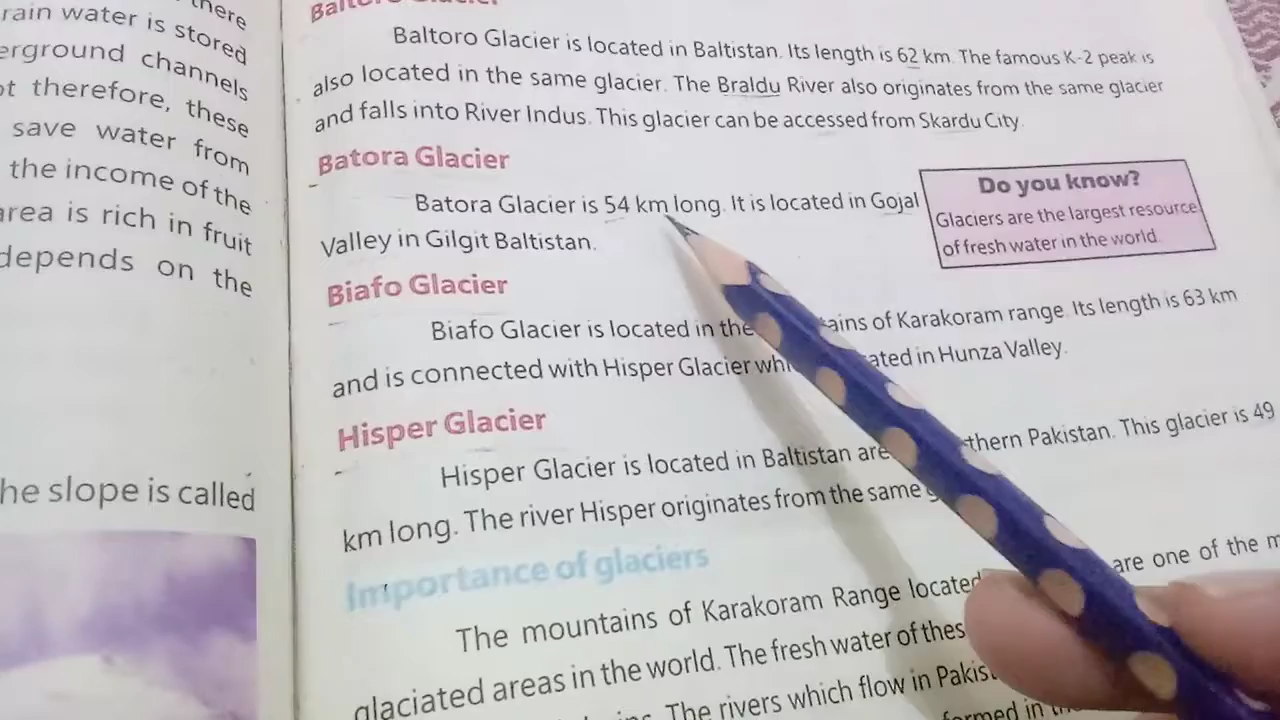 there
rain water is stored
erground channels
ot therefore, these
save water from
the income of the
area is rich in fruit
depends on the
he slope is called
Baltoro Glacier is located in Baltistan. Its length is 62 km. The famous K-2 peak is
also located in the same glacier. The Braldu River also originates from the same glacier
and falls into River Indus. This glacier can be accessed from Skardu City.
Batora Glacier
Batora Glacier is 54 km long. It is located in Gojal
Valley in Gilgit Baltistan.
Do you know?
Glaciers are the largest resource
of fresh water in the world.
Biafo Glacier
Biafo Glacier is located in the ains of Karakoram range. Its length is 63 km
and is connected with Hisper Glacier whi ated in Hunza Valley.
Hisper Glacier
Hisper Glacier is located in Baltistan are thern Pakistan. This glacier is 49
km long. The river Hisper originates from the same
Importance of glaciers
The mountains of Karakoram Range located are one of the m
glaciated areas in the world. The fresh water of thes
The rivers which flow in Pakist
formed in